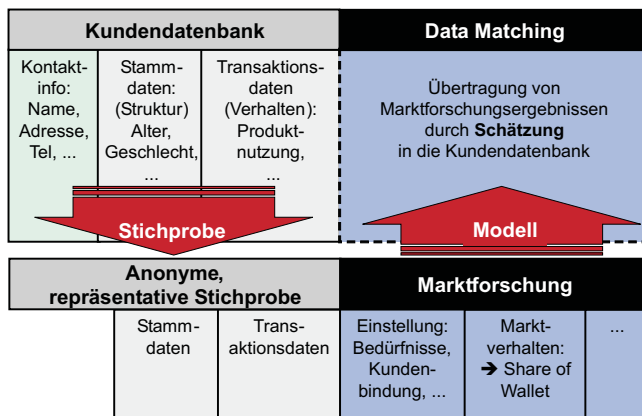 Kundendatenbank
Kontakt-
info:
Name,
Adresse,
Tel, ...
Stamm-
daten:
(Struktur)
Alter,
Geschlecht,
...
Transaktions-
daten
(Verhalten):
Produkt-
nutzung,
...
Data Matching
Übertragung von
Marktforschungsergebnissen
durch Schätzung
in die Kundendatenbank
Stichprobe
Modell
Anonyme,
repräsentative Stichprobe
Stamm-
daten
Trans-
aktionsdaten
Marktforschung
Einstellung:
Bedürfnisse,
Kunden-
bindung, ...
Markt-
verhalten:
➔ Share of
Wallet
...